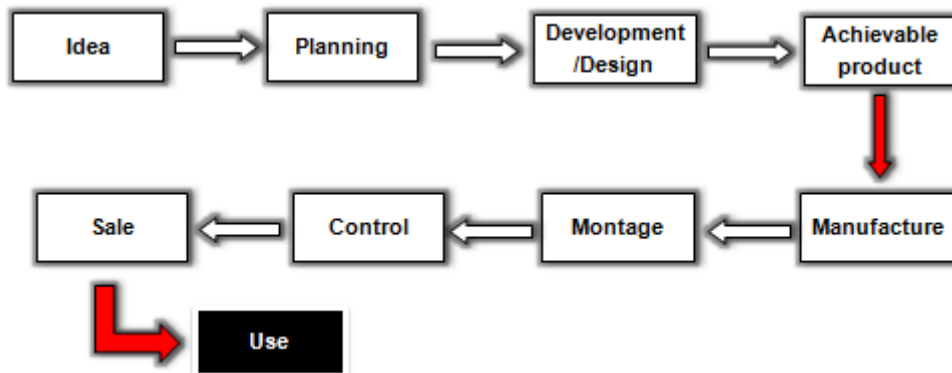 Idea
Planning
Development
/Design
Achievable
product
Manufacture
Montage
Control
Sale
Use